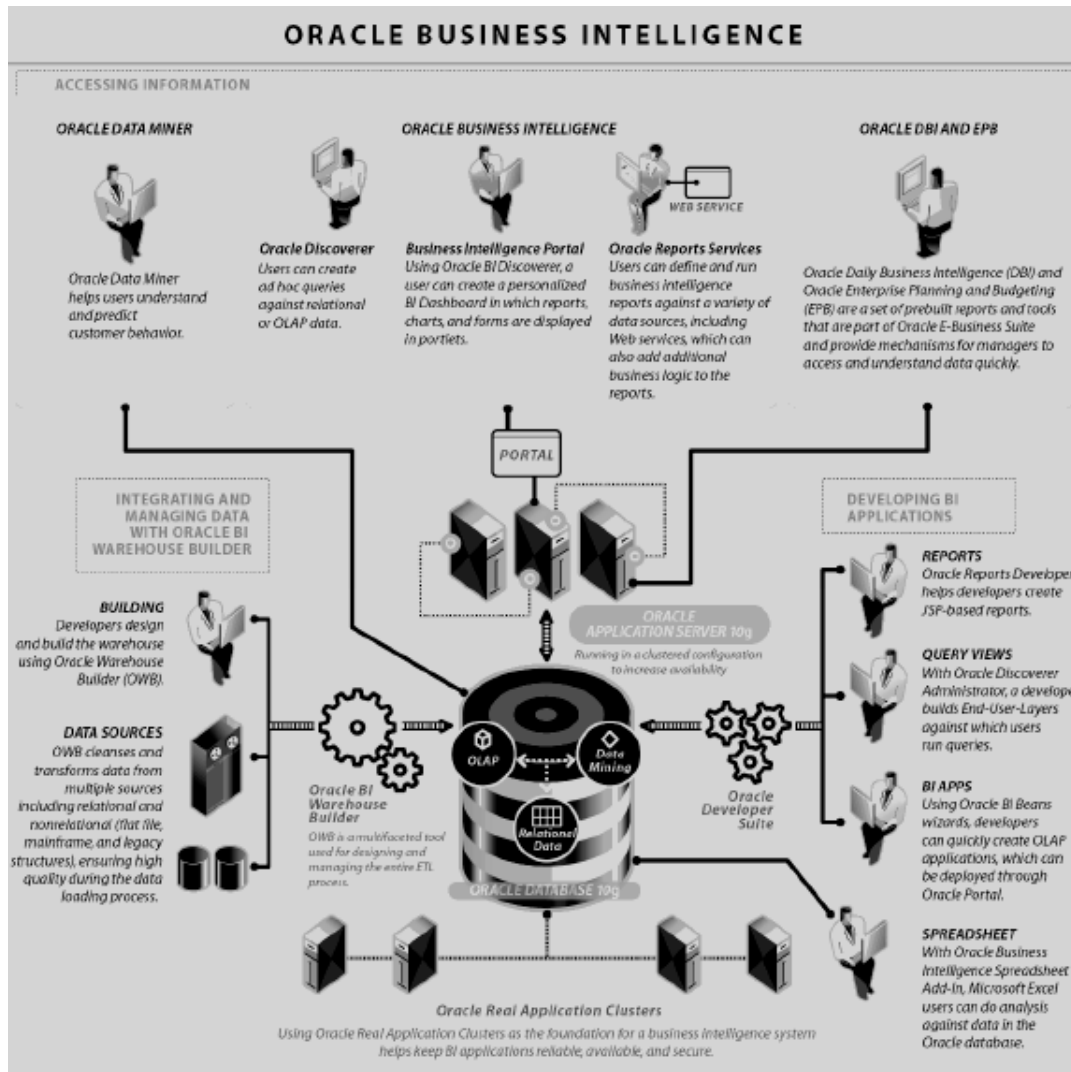 ORACLE BUSINESS INTELLIGENCE
ACCESSING INFORMATION
ORACLE DATA MINER
Oracle Data Miner
helps users understand
and predict
customer behavior.
ORACLE BUSINESS INTELLIGENCE
Oracle Discoverer
Users can create
ad hoc queries
against relational
or OLAP data.
Business Intelligence Portal
Using Oracle BI Discoverer, a
user can create a personalized
BI Dashboard in which reports,
charts, and forms are displayed
in portlets.
WEB SERVICE
Oracle Reports Services
Users can define and run
business intelligence
reports against a variety of
data sources, including
Web services, which can
also add additional
business logic to the
reports.
ORACLE DBI AND EPB
Oracle Daily Business Intelligence (DBI) and
Oracle Enterprise Planning and Budgeting
(EPB) are a set of prebuilt reports and tools
that are part of Oracle E-Business Suite
and provide mechanisms for managers to
access and understand data quickly.
PORTAL
INTEGRATING AND
MANAGING DATA
WITH ORACLE BI
WAREHOUSE BUILDER
BUILDING
Developers design
and build the warehouse
using Oracle Warehouse
Builder (OWB).
DATA SOURCES
OWB cleanses and
transforms data from
multiple sources
including relational and
nonrelational (flat file,
mainframe, and legacy
structures), ensuring high
quality during the data
loading process.
Oracle BI
Warehouse
Builder
OWB is a multifaceted tool
used for designing and
managing the entire ETL
process.
ORACLE
APPLICATION SERVER 10g
Running in a clustered configuration
to increase availability
OLAP
Data
Mining
Relational
Data
ORACLE DATABASE 10g
Oracle
Developer
Suite
DEVELOPING BI
APPLICATIONS
REPORTS
Oracle Reports Developer
helps developers create
JSP-based reports.
QUERY VIEWS
With Oracle Discoverer
Administrator, a develope
builds End-User-Layers
against which users
run queries.
BI APPS
Using Oracle BI Beans
wizards, developers
can quickly create OLAP
applications, which can
be deployed through
Oracle Portal.
SPREADSHEET
With Oracle Business
Intelligence Spreadsheet
Add-In, Microsoft Excel
users can do analysis
against data in the
Oracle database.
Oracle Real Application Clusters
Using Oracle Real Application Clusters as the foundation for a business intelligence system
helps keep BI applications reliable, available, and secure.